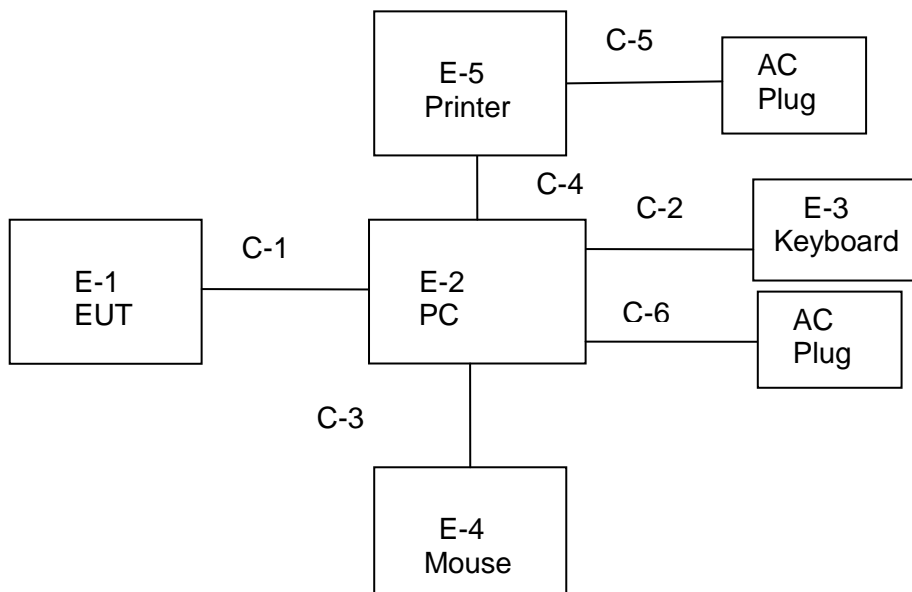 C-5
E-5
Printer
AC
Plug
C-4
C-2
E-3
Keyboard
C-1
E-1
EUT
E-2
PC
C-6
AC
Plug
C-3
E-4
Mouse